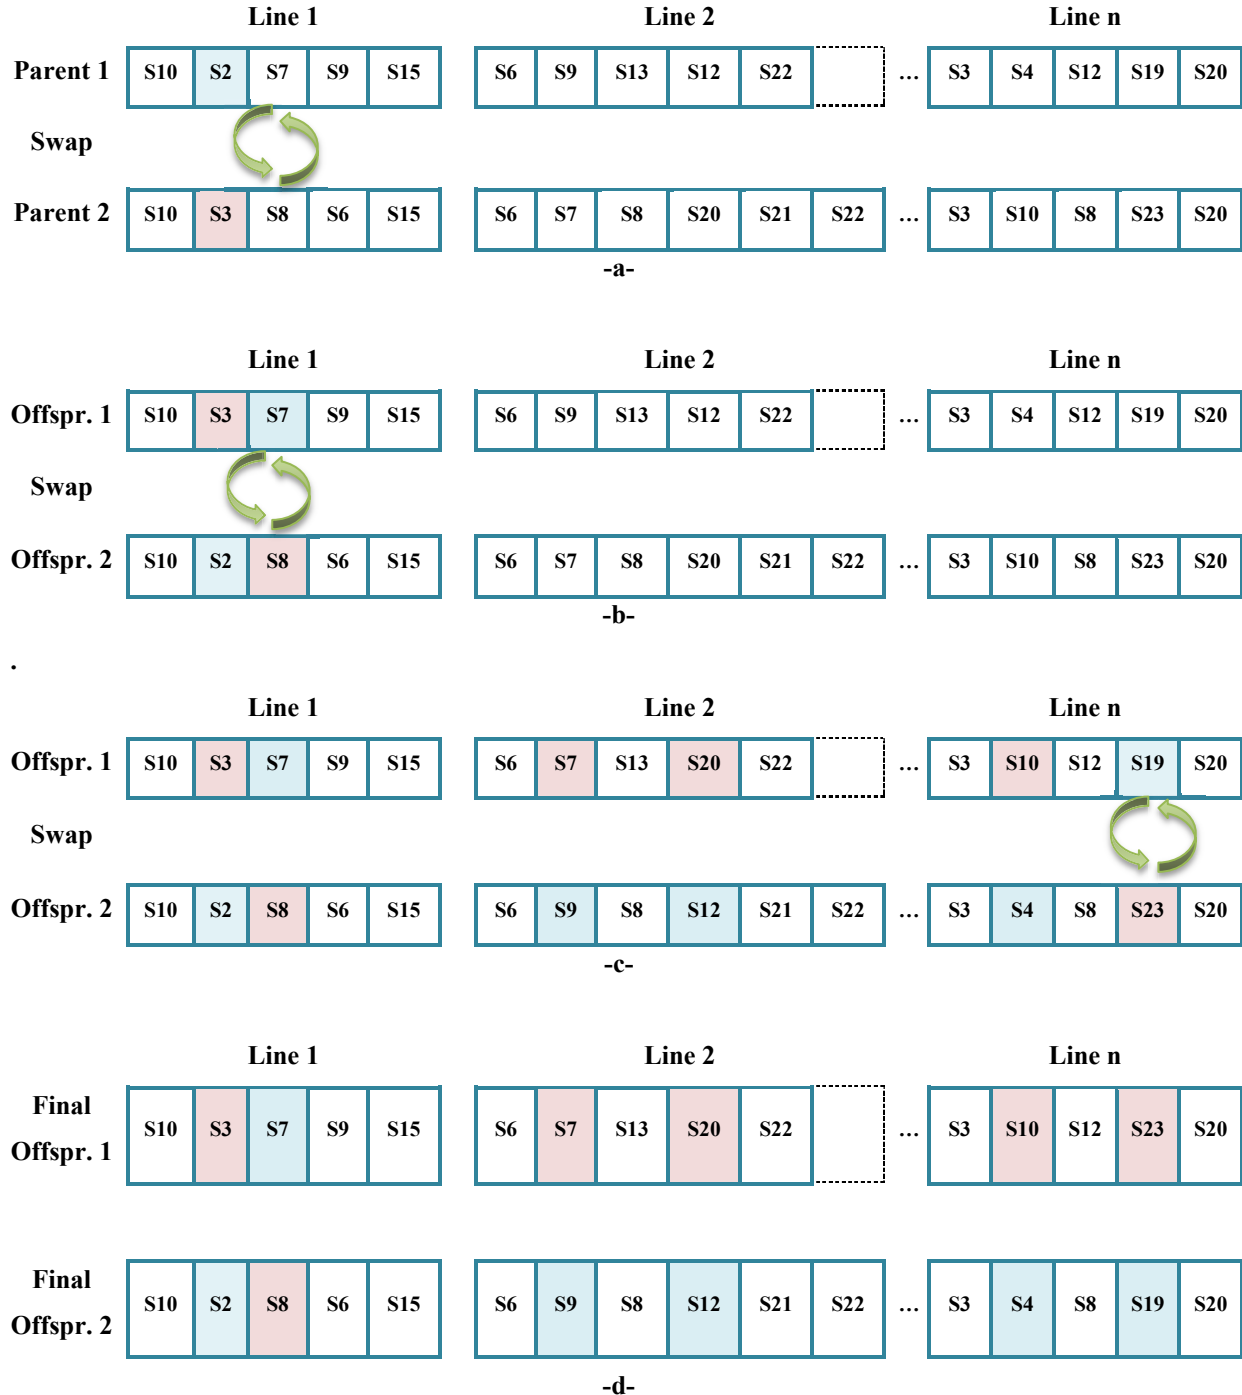 Line 1 Line 2 Line n
Parent 1 S10 S2 S7 S9 S15 S6 S9 S13 S12 S22 ... S3 S4 S12 S19 S20
Swap
Parent 2 S10 S3 S8 S6 S15 S6 S7 S8 S20 S21 S22 ... S3 S10 S8 S23 S20
-a-
Line 1 Line 2 Line n
Offspr. 1 S10 S3 S7 S9 S15 S6 S9 S13 S12 S22 ... S3 S4 S12 S19 S20
Swap
Offspr. 2 S10 S2 S8 S6 S15 S6 S7 S8 S20 S21 S22 ... S3 S10 S8 S23 S20
-b-
.
Line 1 Line 2 Line n
Offspr. 1 S10 S3 S7 S9 S15 S6 S7 S13 S20 S22 ... S3 S10 S12 S19 S20
Swap
Offspr. 2 S10 S2 S8 S6 S15 S6 S9 S8 S12 S21 S22 ... S3 S4 S8 S23 S20
-c-
Line 1 Line 2 Line n
Final
Offspr. 1 S10 S3 S7 S9 S15 S6 S7 S13 S20 S22 ... S3 S10 S12 S23 S20
Final
Offspr. 2 S10 S2 S8 S6 S15 S6 S9 S8 S12 S21 S22 ... S3 S4 S8 S19 S20
-d-